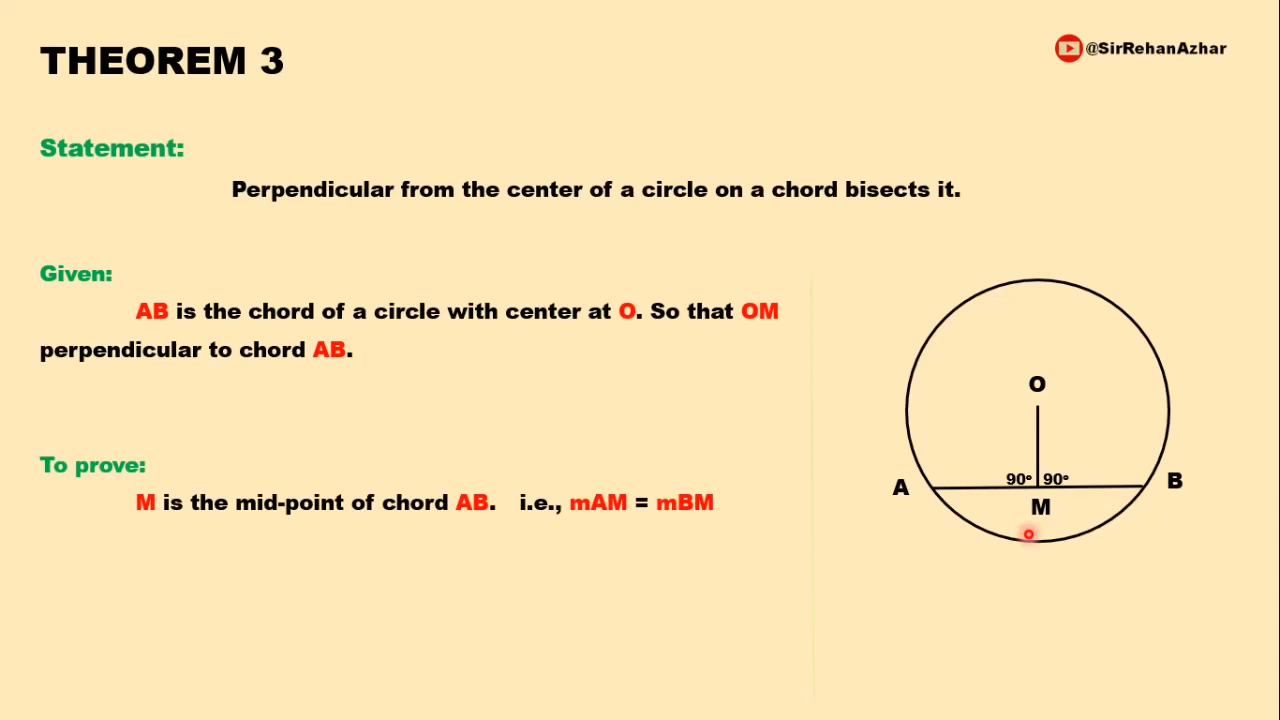 THEOREM 3
@SirRehanAzhar
Statement:
Perpendicular from the center of a circle on a chord bisects it.
Given:
AB is the chord of a circle with center at O. So that OM
perpendicular to chord AB.
To prove:
M is the mid-point of chord AB. i.e., mAM = mBM
O
90° 90°
A
B
M